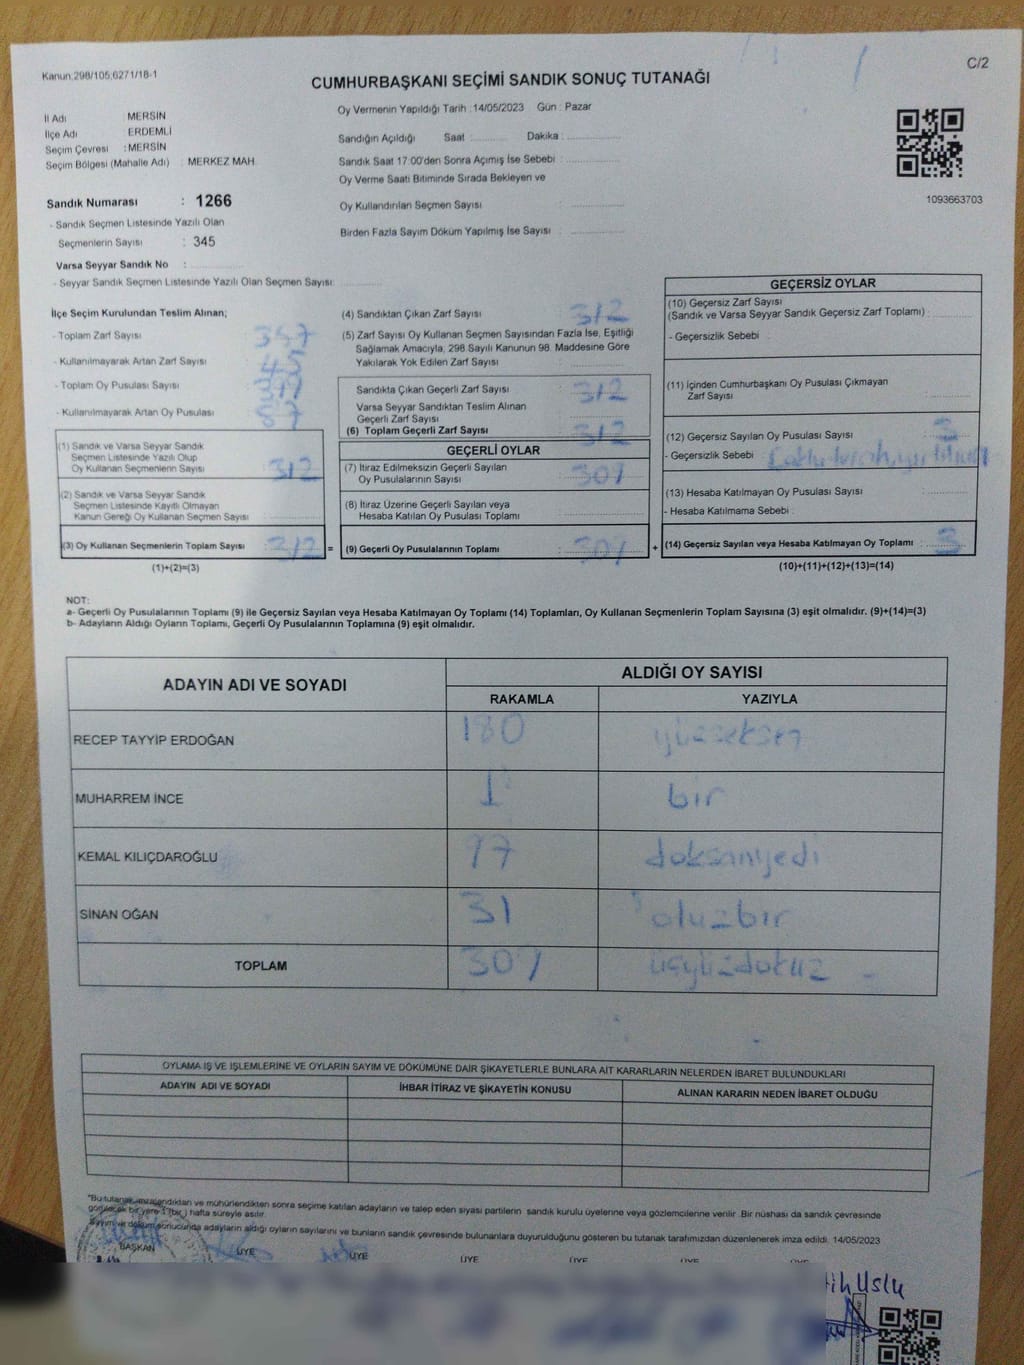 Kanun:298/105,6271/18-1
C/2
CUMHURBAŞKANI SEÇİMİ SANDIK SONUÇ TUTANAĞI
Oy Vermenin Yapıldığı Tarih : 14/05/2023 Gün : Pazar
İl Adı MERSİN
İlçe Adı ERDEMLİ
Seçim Çevresi : MERSİN
Seçim Bölgesi (Mahalle Adı) : MERKEZ MAH.
Sandığın Açıldığı Saat : Dakika :
Sandık Saat 17:00'den Sonra Açımış İse Sebebi :
Oy Verme Saati Bitiminde Sırada Bekleyen ve
Oy Kullandırılan Seçmen Sayısı :
Birden Fazla Sayım Döküm Yapılmış İse Sayısı :
1093663703
Sandık Numarası : 1266
- Sandık Seçmen Listesinde Yazılı Olan
Seçmenlerin Sayısı : 345
Varsa Seyyar Sandık No :
- Seyyar Sandık Seçmen Listesinde Yazılı Olan Seçmen Sayısı:
İlçe Seçim Kurulundan Teslim Alınan;
- Toplam Zarf Sayısı
- Kullanılmayarak Artan Zarf Sayısı
- Toplam Oy Pusulası Sayısı
- Kullanılmayarak Artan Oy Pusulası
(1) Sandık ve Varsa Seyyar Sandık
Seçmen Listesinde Yazılı Olup
Oy Kullanan Seçmenlerin Sayısı : 312
(2) Sandık ve Varsa Seyyar Sandık
Seçmen Listesinde Kayıtlı Olmayan
Kanun Gereği Oy Kullanan Seçmen Sayısı :
(3) Oy Kullanan Seçmenlerin Toplam Sayısı : 312 =
(1)+(2)=(3)
(4) Sandıktan Çıkan Zarf Sayısı : 312
(5) Zarf Sayısı Oy Kullanan Seçmen Sayısından Fazla İse, Eşitliği
Sağlamak Amacıyla; 298 Sayılı Kanunun 98. Maddesine Göre
Yakılarak Yok Edilen Zarf Sayısı :
Sandıkta Çıkan Geçerli Zarf Sayısı : 312
Varsa Seyyar Sandıktan Teslim Alınan
Geçerli Zarf Sayısı
(6) Toplam Geçerli Zarf Sayısı : 312
GEÇERLİ OYLAR
(7) İtiraz Edilmeksizin Geçerli Sayılan
Oy Pusulalarının Sayısı : 309
(8) İtiraz Üzerine Geçerli Sayılan veya
Hesaba Katılan Oy Pusulası Toplamı :
(9) Geçerli Oy Pusulalarının Toplamı : 309 +
GEÇERSİZ OYLAR
(10) Geçersiz Zarf Sayısı
(Sandık ve Varsa Seyyar Sandık Geçersiz Zarf Toplamı) :
- Geçersizlik Sebebi :
(11) İçinden Cumhurbaşkanı Oy Pusulası Çıkmayan
Zarf Sayısı :
(12) Geçersiz Sayılan Oy Pusulası Sayısı : 3
- Geçersizlik Sebebi
(13) Hesaba Katılmayan Oy Pusulası Sayısı :
- Hesaba Katılmama Sebebi :
(14) Geçersiz Sayılan veya Hesaba Katılmayan Oy Toplamı : 3
(10)+(11)+(12)+(13)=(14)
NOT:
a- Geçerli Oy Pusulalarının Toplamı (9) ile Geçersiz Sayılan veya Hesaba Katılmayan Oy Toplamı (14) Toplamları, Oy Kullanan Seçmenlerin Toplam Sayısına (3) eşit olmalıdır. (9)+(14)=(3)
b- Adayların Aldığı Oyların Toplamı, Geçerli Oy Pusulalarının Toplamına (9) eşit olmalıdır.
ADAYIN ADI VE SOYADI
ALDIĞI OY SAYISI
RAKAMLA YAZIYLA
RECEP TAYYİP ERDOĞAN 180 yüzseksen
MUHARREM İNCE 1 bir
KEMAL KILIÇDAROĞLU 97 doksanyedi
SİNAN OĞAN 31 otuzbir
TOPLAM 309 üçyüzdokuz
OYLAMA İŞ VE İŞLEMLERİNE VE OYLARIN SAYIM VE DÖKÜMÜNE DAİR ŞİKAYETLERLE BUNLARA AİT KARARLARIN NELERDEN İBARET BULUNDUKLARI
ADAYIN ADI VE SOYADI İHBAR İTİRAZ VE ŞİKAYETİN KONUSU ALINAN KARARIN NEDEN İBARET OLDUĞU
*Bu tutanak imzalandıktan ve mühürlendikten sonra seçime katılan adayların ve talep eden siyasi partilerin sandık kurulu üyelerine veya gözlemcilerine verilir .Bir nüshası da sandık çevresinde
görülecek bir yere 1 (bir ) hafta süreyle asılır.
Sayım ve döküm sonucunda adayların aldığı oyların sayılarını ve bunların sandık çevresinde bulunanlara duyurulduğunu gösteren bu tutanak tarafımızdan düzenlenerek imza edildi. 14/05/2023
BAŞKAN ÜYE ÜYE ÜYE ÜYE ÜYE ÜYE
Uslu